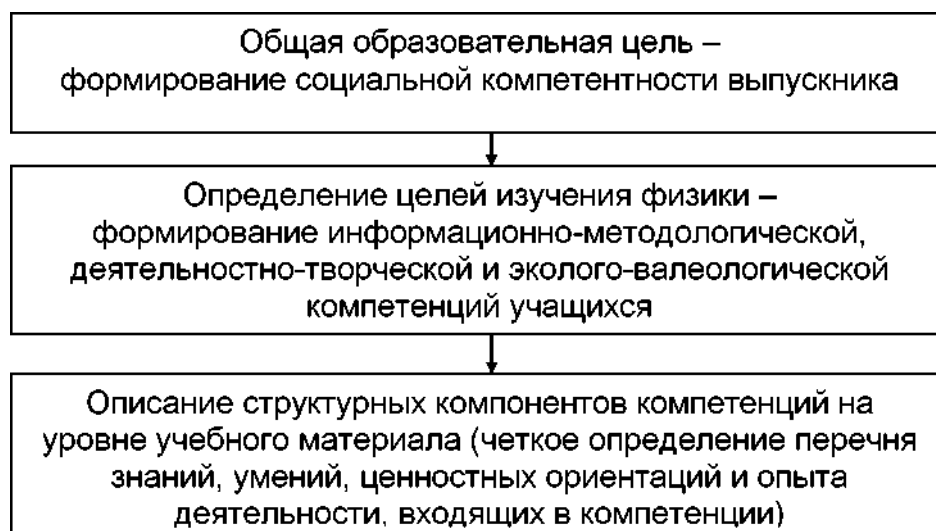 Общая образовательная цель –
формирование социальной компетентности выпускника
Определение целей изучения физики –
формирование информационно-методологической,
деятельностно-творческой и эколого-валеологической
компетенций учащихся
Описание структурных компонентов компетенций на
уровне учебного материала (четкое определение перечня
знаний, умений, ценностных ориентаций и опыта
деятельности, входящих в компетенции)